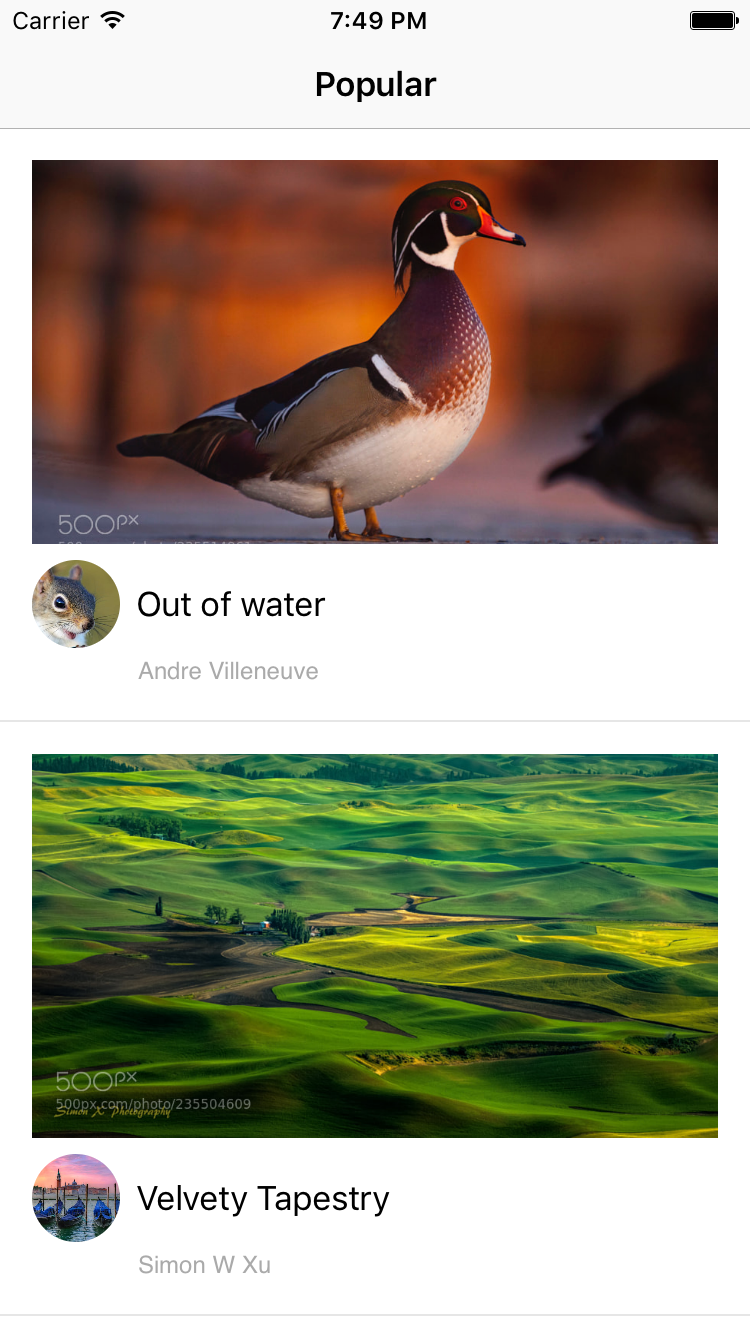 Carrier 7:49 PM
Popular
500px
Out of water
Andre Villeneuve
500px
500px.com/photo/235504609
Simon X Photography
Velvety Tapestry
Simon W Xu